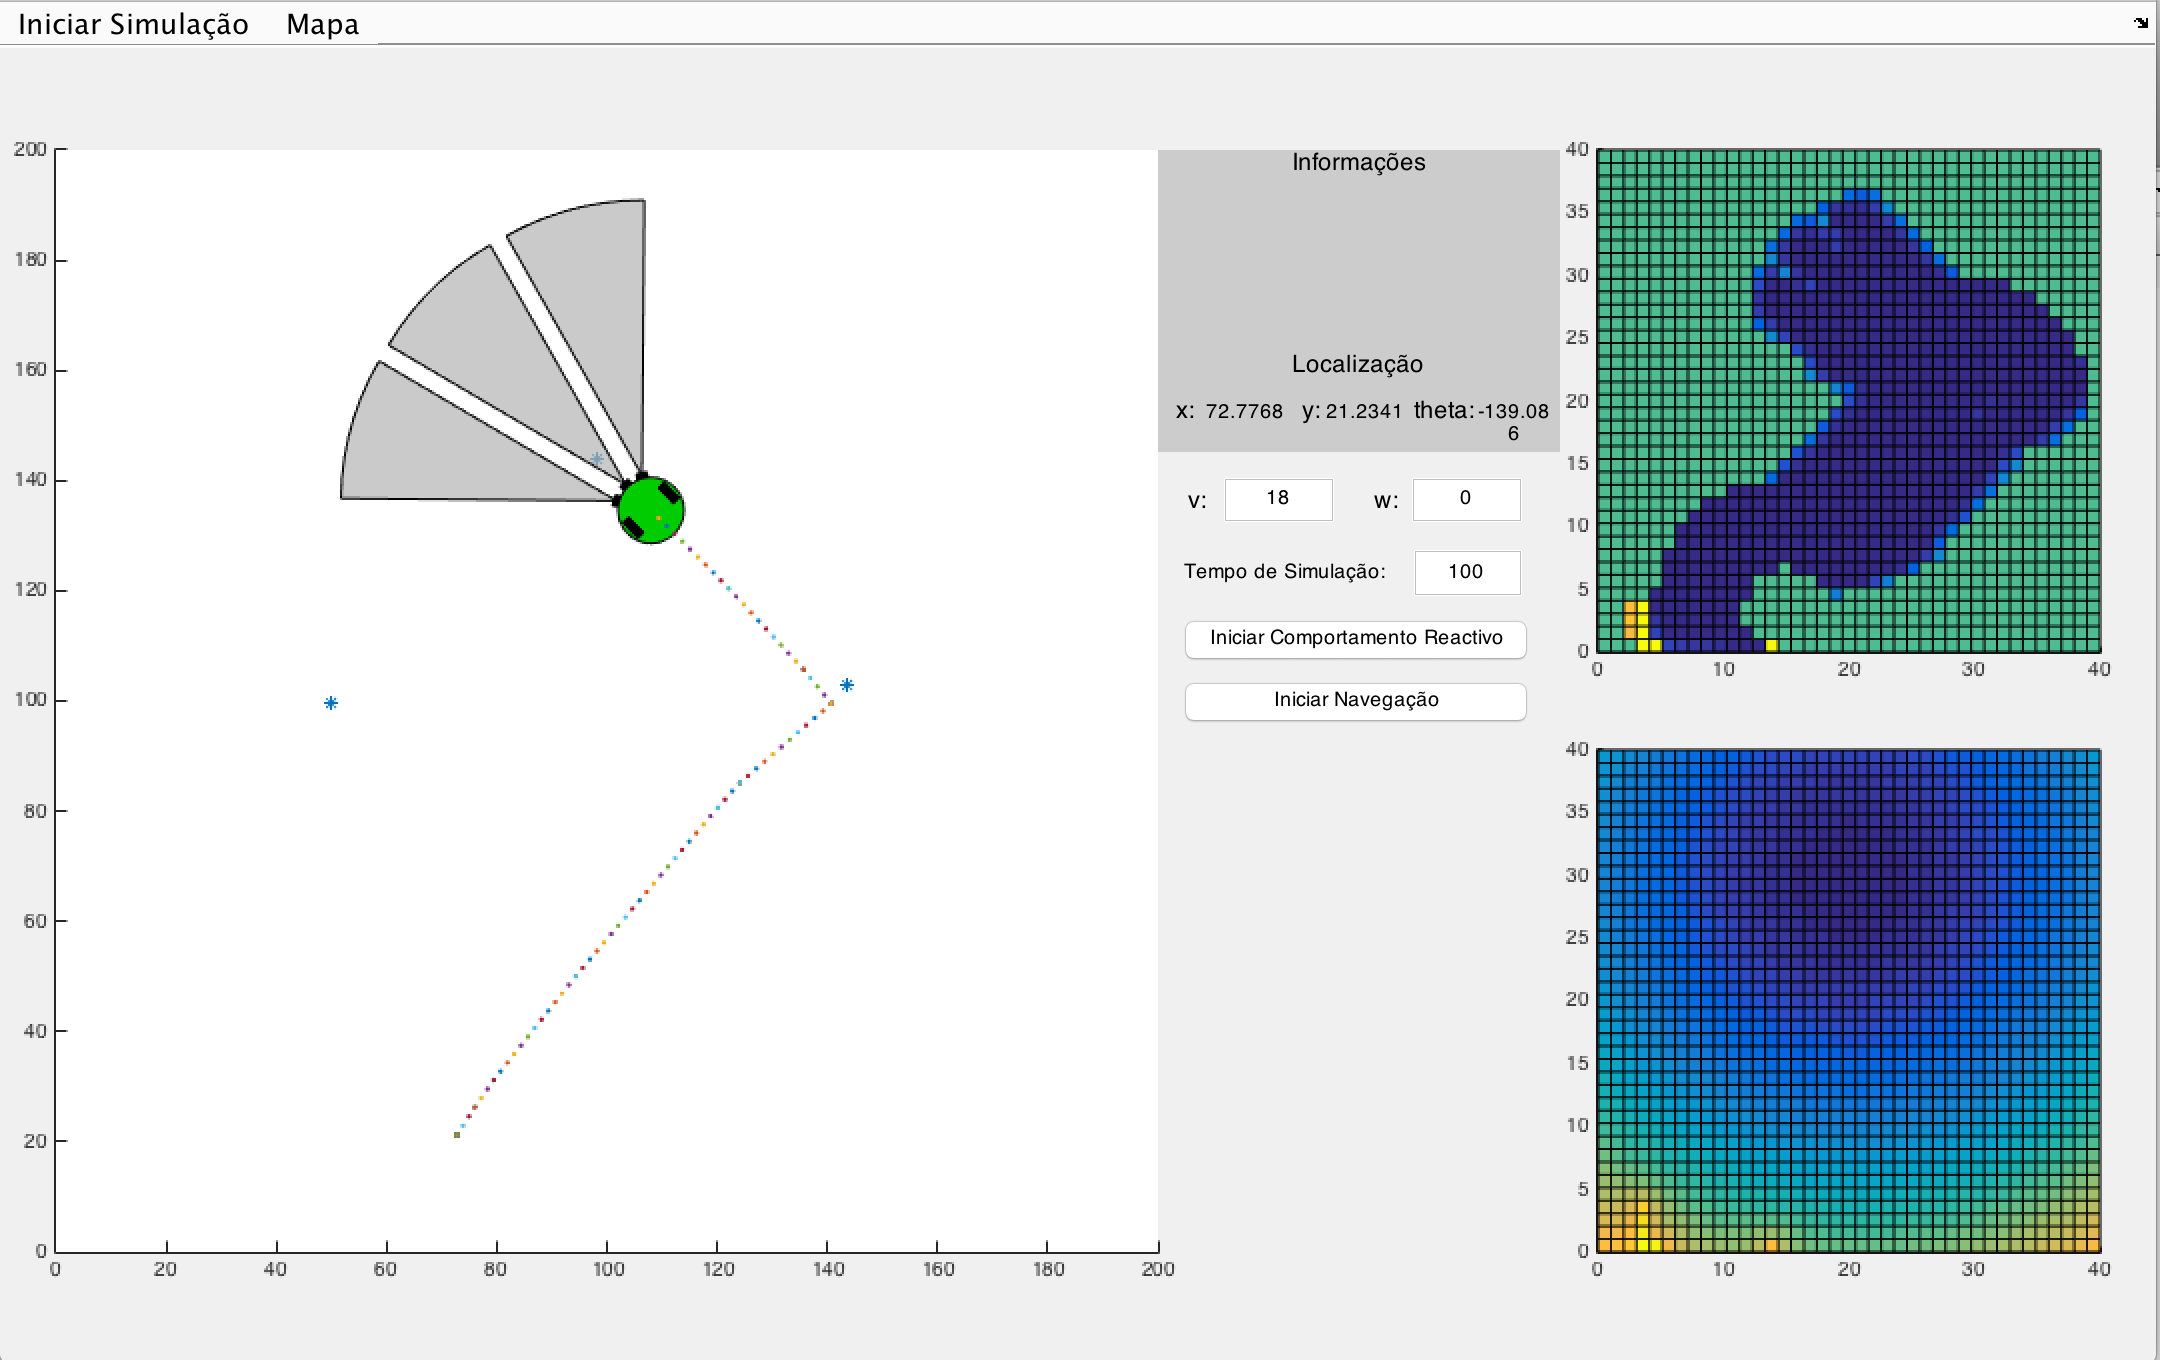 Iniciar Simulação Mapa
200
180
160
140
120
100
80
60
40
20
0
0 20 40 60 80 100 120 140 160 180 200
Informações
Localização
x: 72.7768 y: 21.2341 theta: -139.08
6
v: 18 w: 0
Tempo de Simulação: 100
Iniciar Comportamento Reactivo
Iniciar Navegação
40
35
30
25
20
15
10
5
0
0 10 20 30 40
40
35
30
25
20
15
10
5
0
0 10 20 30 40